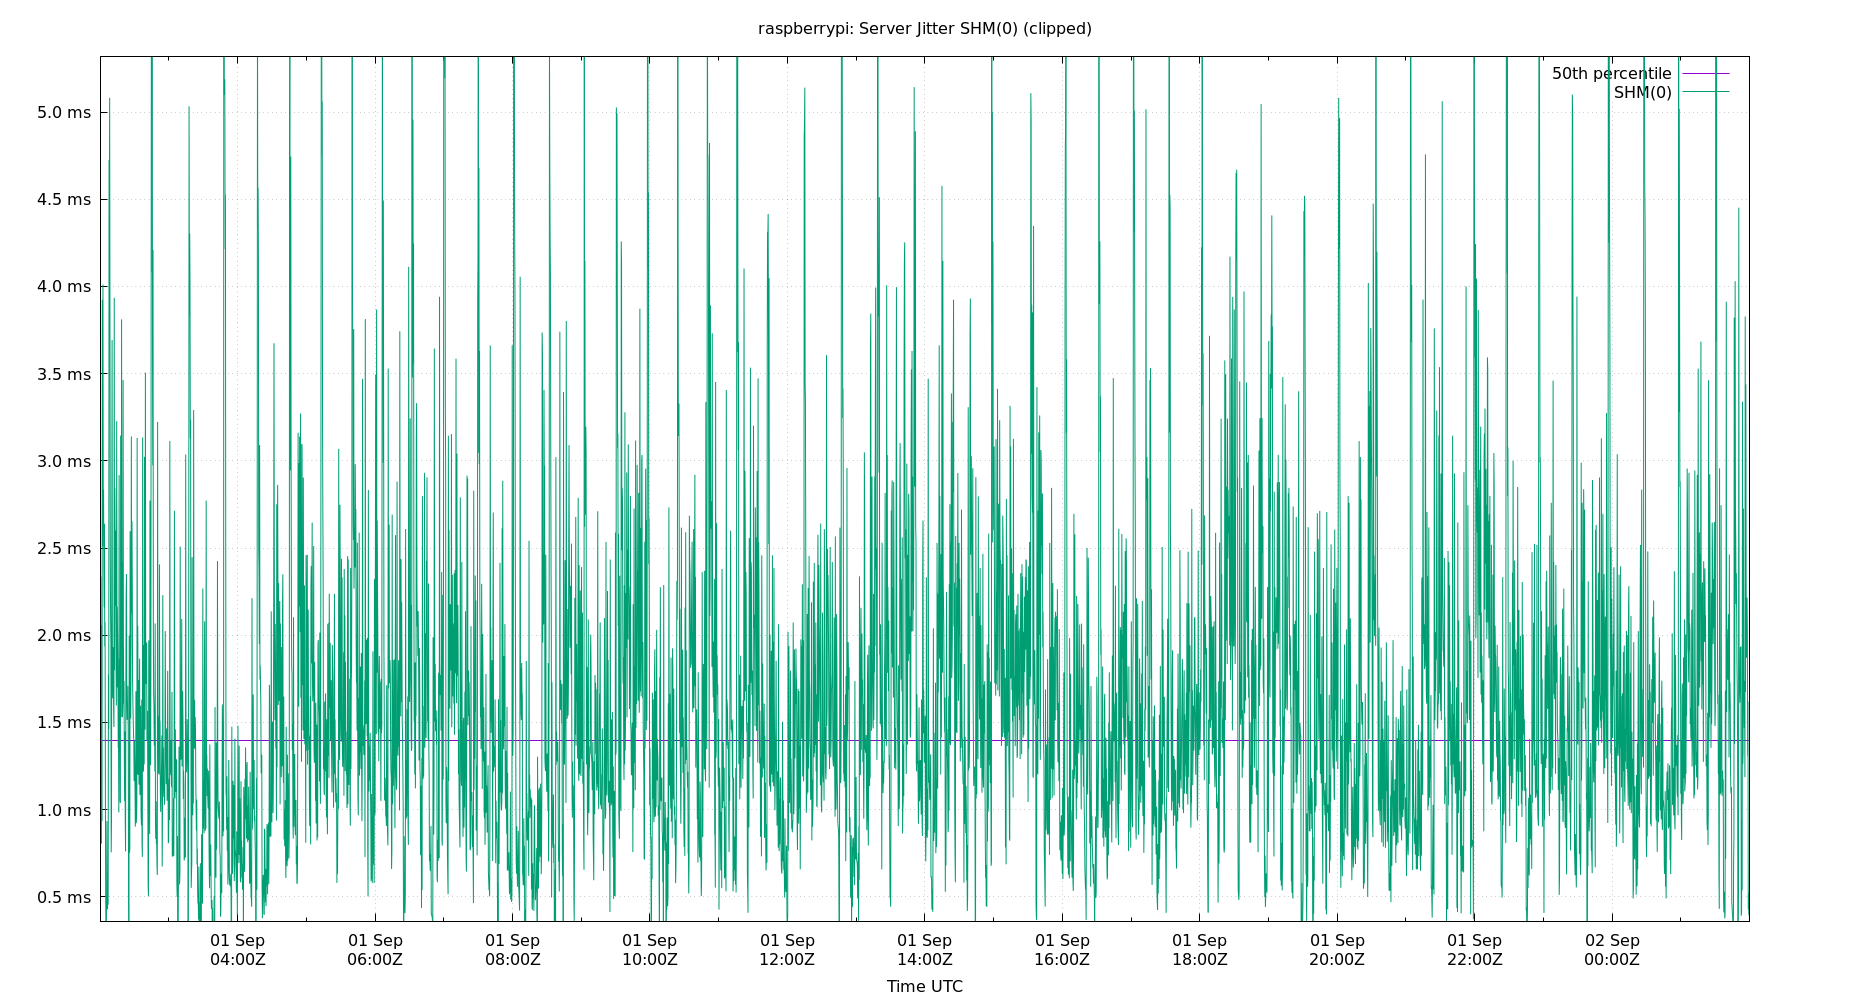 raspberrypi: Server Jitter SHM(0) (clipped)
50th percentile
SHM(0)
5.0 ms
4.5 ms
4.0 ms
3.5 ms
3.0 ms
2.5 ms
2.0 ms
1.5 ms
1.0 ms
0.5 ms
01 Sep 01 Sep 01 Sep 01 Sep 01 Sep 01 Sep 01 Sep 01 Sep 01 Sep 01 Sep 02 Sep
04:00Z 06:00Z 08:00Z 10:00Z 12:00Z 14:00Z 16:00Z 18:00Z 20:00Z 22:00Z 00:00Z
Time UTC